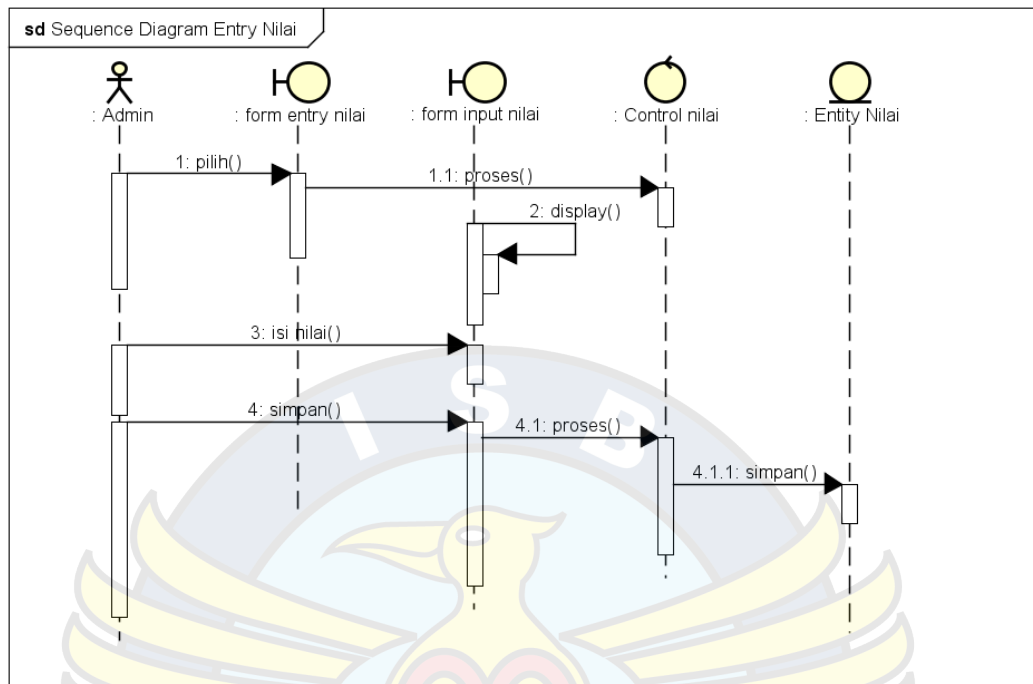 sd Sequence Diagram Entry Nilai
: Admin
: form entry nilai
: form input nilai
: Control nilai
: Entity Nilai
1: pilih()
1.1: proses()
2: display()
3: isi nilai()
4: simpan()
4.1: proses()
4.1.1: simpan()
I S B